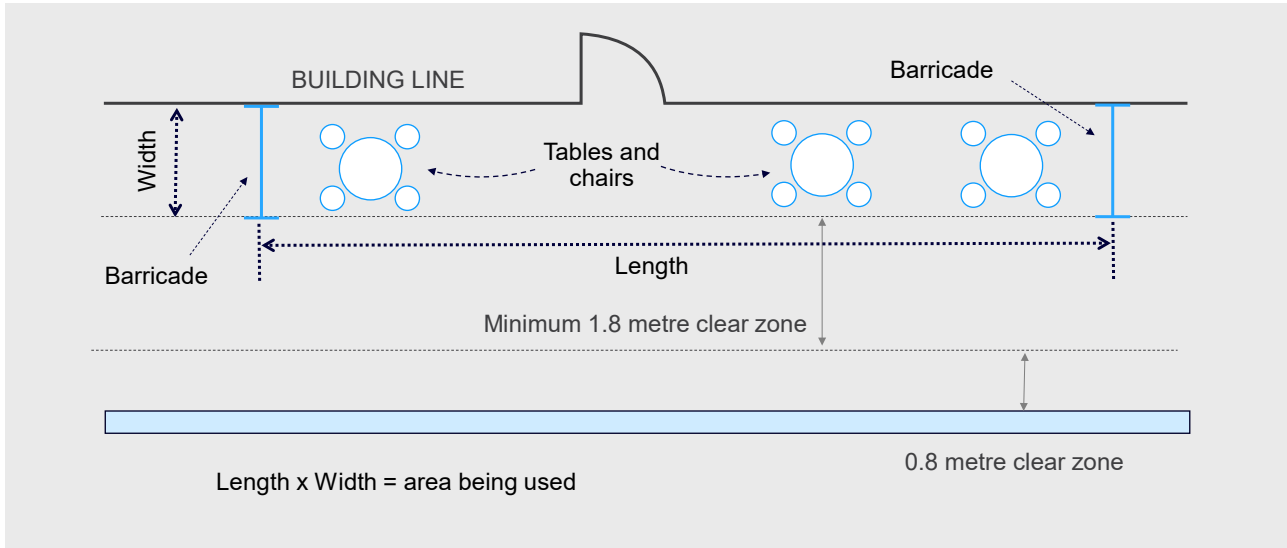 BUILDING LINE
Barricade
Width
Tables and
chairs
Barricade
Length
Minimum 1.8 metre clear zone
0.8 metre clear zone
Length x Width = area being used